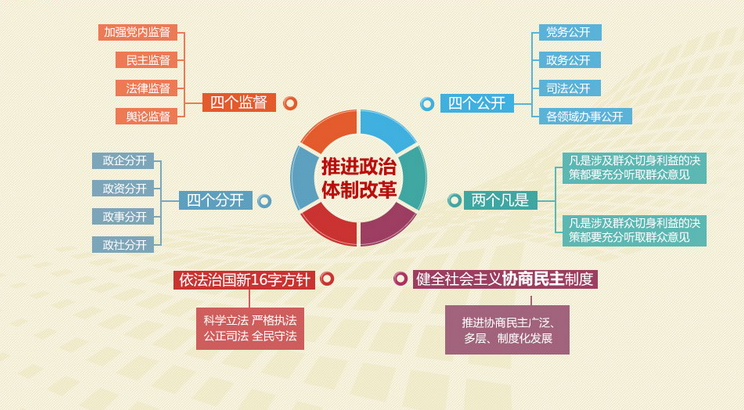 加强党内监督
民主监督
法律监督
舆论监督
四个监督
党务公开
政务公开
司法公开
各领域办事公开
四个公开
推进政治
体制改革
政企分开
政资分开
政事分开
政社分开
四个分开
凡是涉及群众切身利益的决
策都要充分听取群众意见
凡是涉及群众切身利益的决
策都要充分听取群众意见
两个凡是
依法治国新16字方针
科学立法 严格执法
公正司法 全民守法
健全社会主义协商民主制度
推进协商民主广泛、
多层、制度化发展